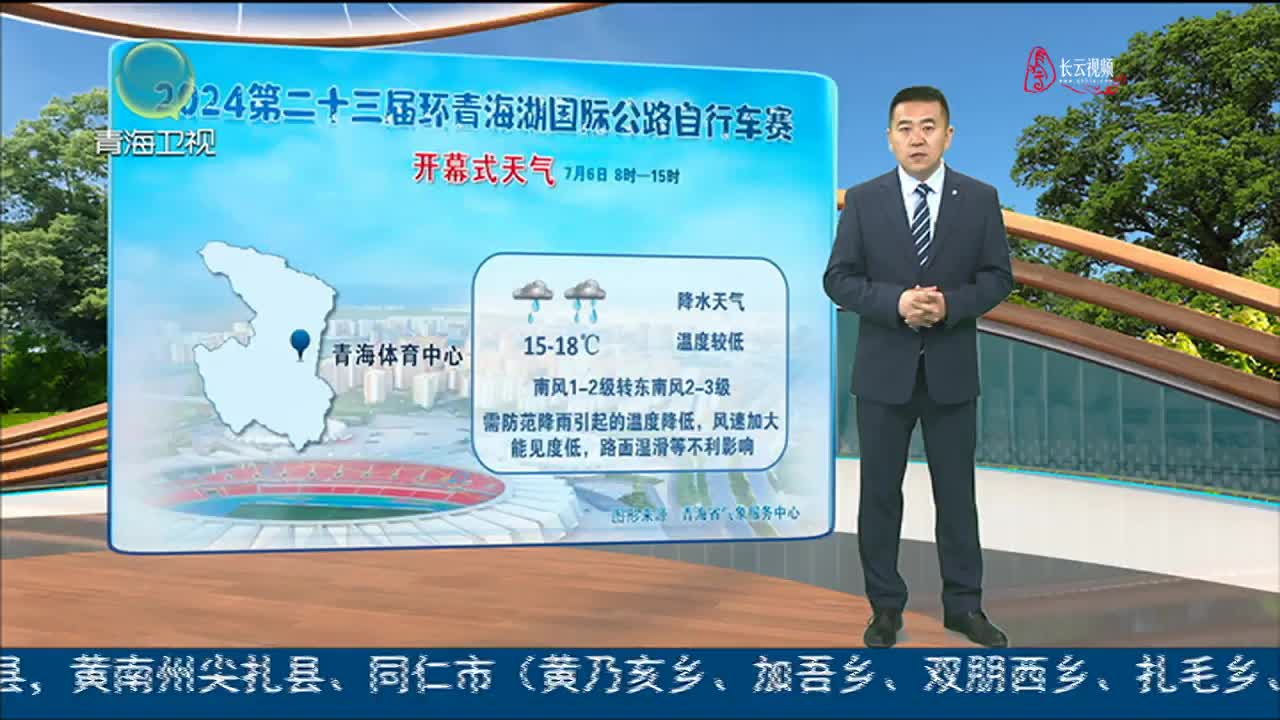 长云视频
2024第二十三届环青海湖国际公路自行车赛
青海卫视
开幕式天气 7月6日 8时—15时
降水天气
15-18℃ 温度较低
青海体育中心
南风1-2级转东南风2-3级
需防范降雨引起的温度降低，风速加大
能见度低，路面湿滑等不利影响
图形来源 青海省气象服务中心
县，黄南州尖扎县、同仁市（黄乃亥乡、加吾乡、双朋西乡、扎毛乡、